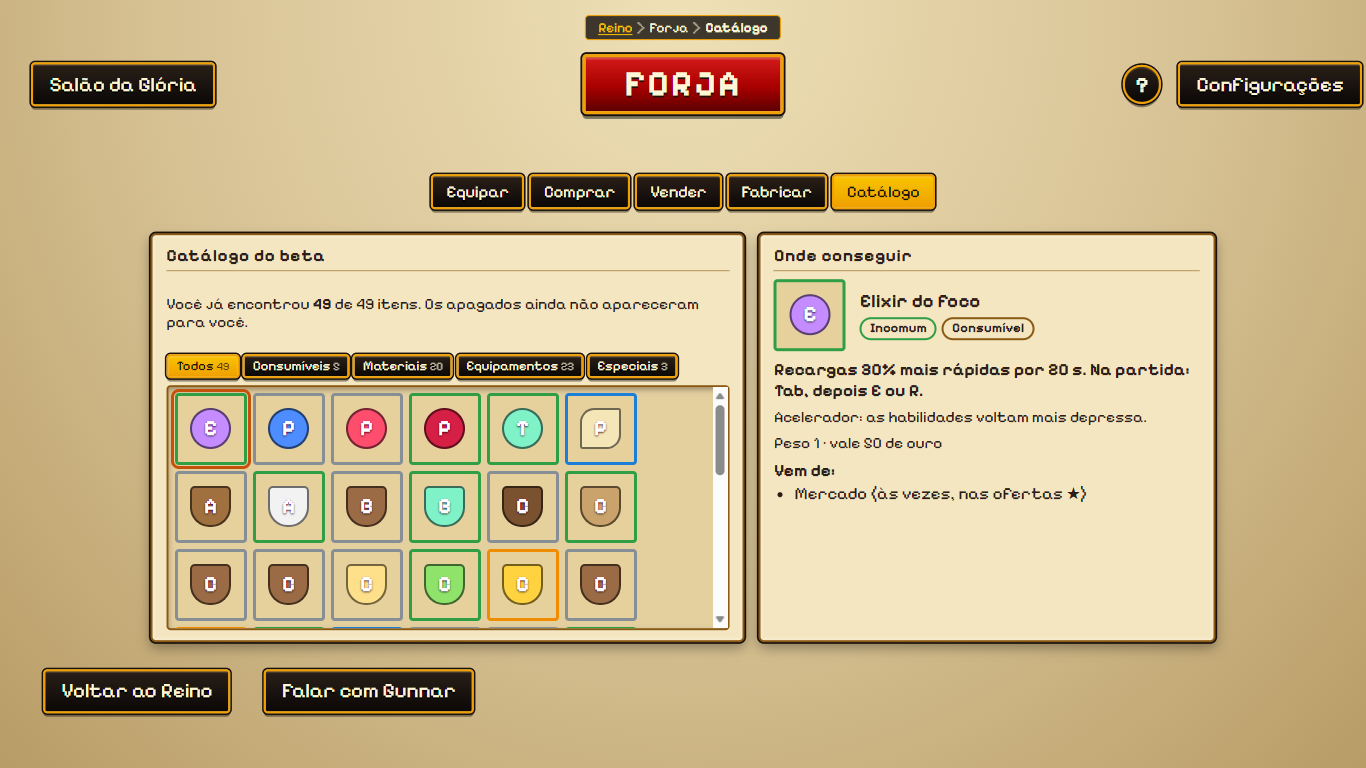 Reino > Forja > Catálogo
Salão da Glória
FORJA
?
Configurações
Equipar
Comprar
Vender
Fabricar
Catálogo
Catálogo do beta
Você já encontrou 49 de 49 itens. Os apagados ainda não apareceram
para você.
Todos 49
Consumíveis 5
Materiais 20
Equipamentos 23
Especiais 3
E P P P T P
A A B B O O
O O O O O O
Onde conseguir
Elixir do Foco
Incomum
Consumível
Recargas 30% mais rápidas por 20 s. Na partida:
Tab, depois E ou R.
Acelerador: as habilidades voltam mais depressa.
Peso 1 · vale 80 de ouro
Vem de:
• Mercado (às vezes, nas ofertas ★)
Voltar ao Reino
Falar com Gunnar